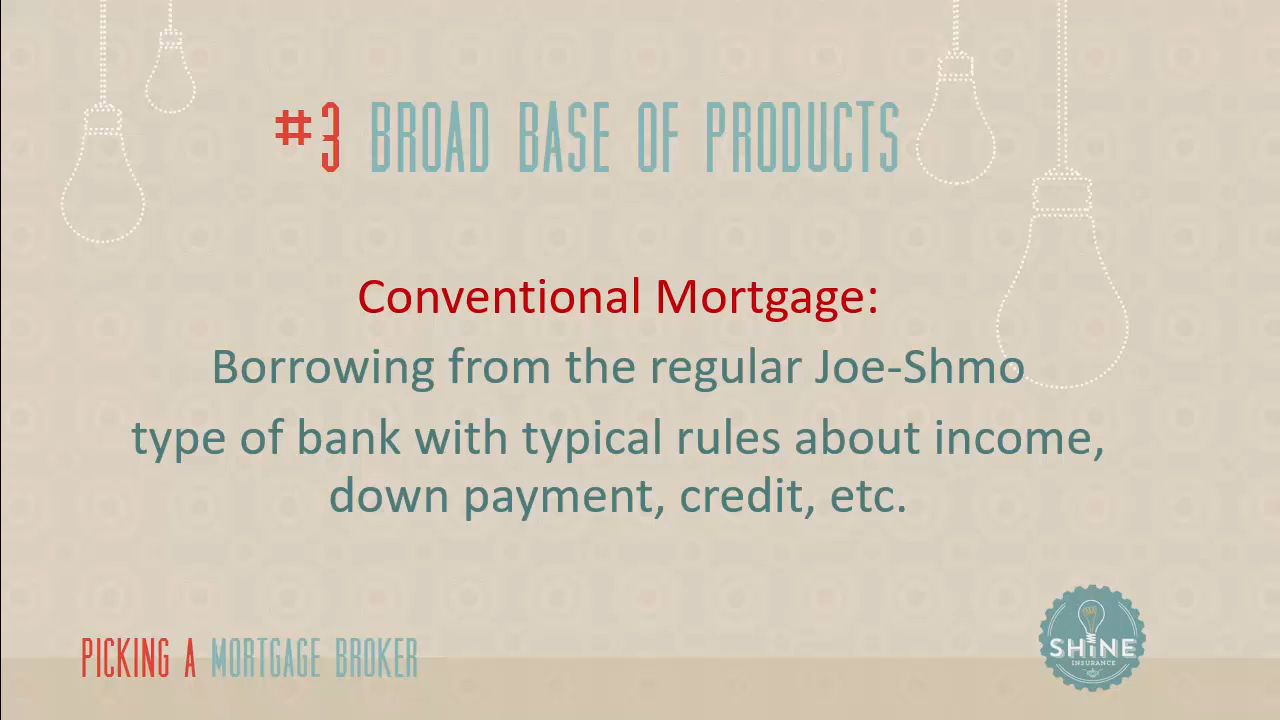 #3 BROAD BASE OF PRODUCTS
Conventional Mortgage:
Borrowing from the regular Joe-Shmo
type of bank with typical rules about income,
down payment, credit, etc.
PICKING A MORTGAGE BROKER
SHiNE
INSURANCE